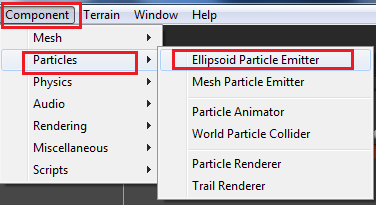 Component Terrain Window Help
Mesh
Particles
Physics
Audio
Rendering
Miscellaneous
Scripts
Ellipsoid Particle Emitter
Mesh Particle Emitter
Particle Animator
World Particle Collider
Particle Renderer
Trail Renderer